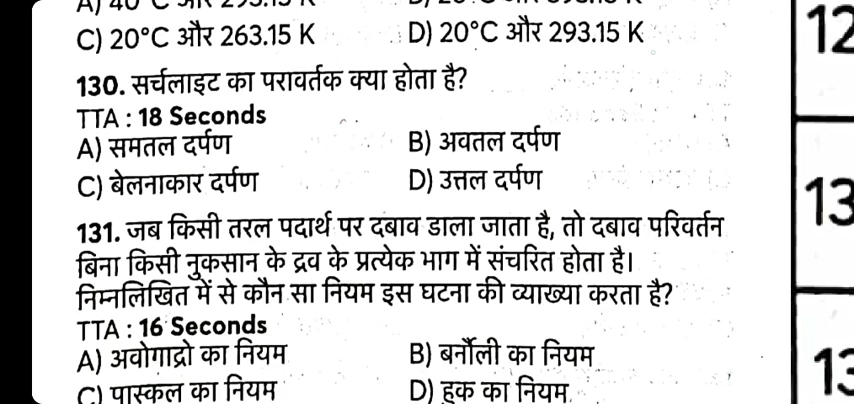 C) 20°C और 263.15 K
D) 20°C और 293.15 K
12
130. सर्चलाइट का परावर्तक क्या होता है?
TTA : 18 Seconds
A) समतल दर्पण
B) अवतल दर्पण
C) बेलनाकार दर्पण
D) उत्तल दर्पण
13
131. जब किसी तरल पदार्थ पर दबाव डाला जाता है, तो दबाव परिवर्तन
बिना किसी नुकसान के द्रव के प्रत्येक भाग में संचरित होता है।
निम्नलिखित में से कौन सा नियम इस घटना की व्याख्या करता है?
TTA : 16 Seconds
A) अवोगाद्रो का नियम
B) बर्नौली का नियम
13
C) पास्कल का नियम
D) हुक का नियम